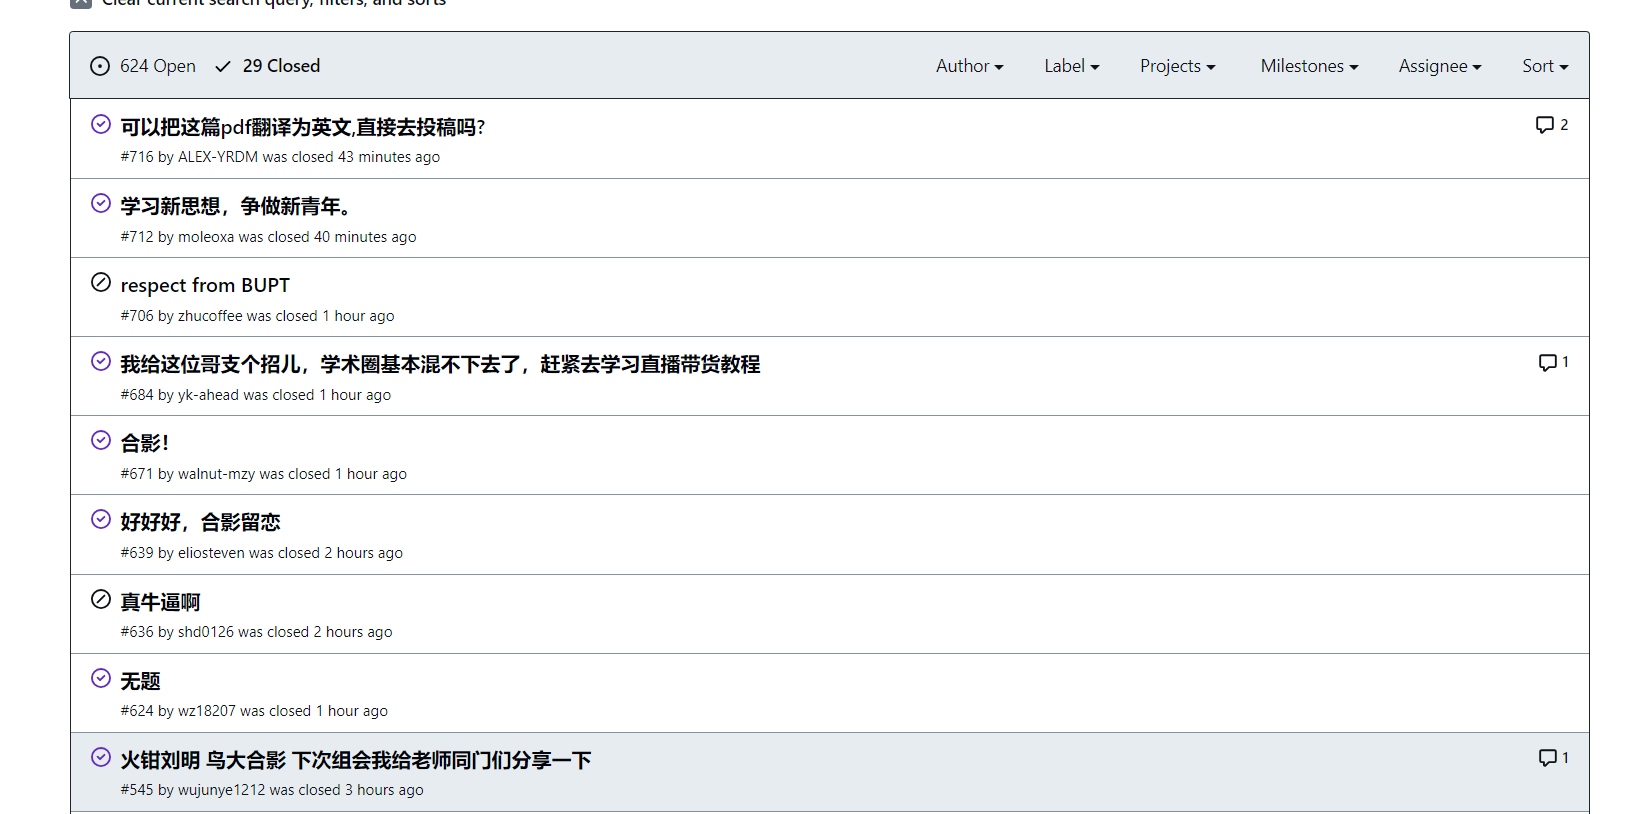 Clear current search query, filters, and sorts
624 Open 29 Closed Author Label Projects Milestones Assignee Sort
可以把这篇pdf翻译为英文,直接去投稿吗? 2
#716 by ALEX-YRDM was closed 43 minutes ago
学习新思想，争做新青年。
#712 by moleoxa was closed 40 minutes ago
respect from BUPT
#706 by zhucoffee was closed 1 hour ago
我给这位哥支个招儿，学术圈基本混不下去了，赶紧去学习直播带货教程 1
#684 by yk-ahead was closed 1 hour ago
合影！
#671 by walnut-mzy was closed 1 hour ago
好好好，合影留恋
#639 by eliosteven was closed 2 hours ago
真牛逼啊
#636 by shd0126 was closed 2 hours ago
无题
#624 by wz18207 was closed 1 hour ago
火钳刘明 鸟大合影 下次组会我给老师同门们分享一下 1
#545 by wujunye1212 was closed 3 hours ago